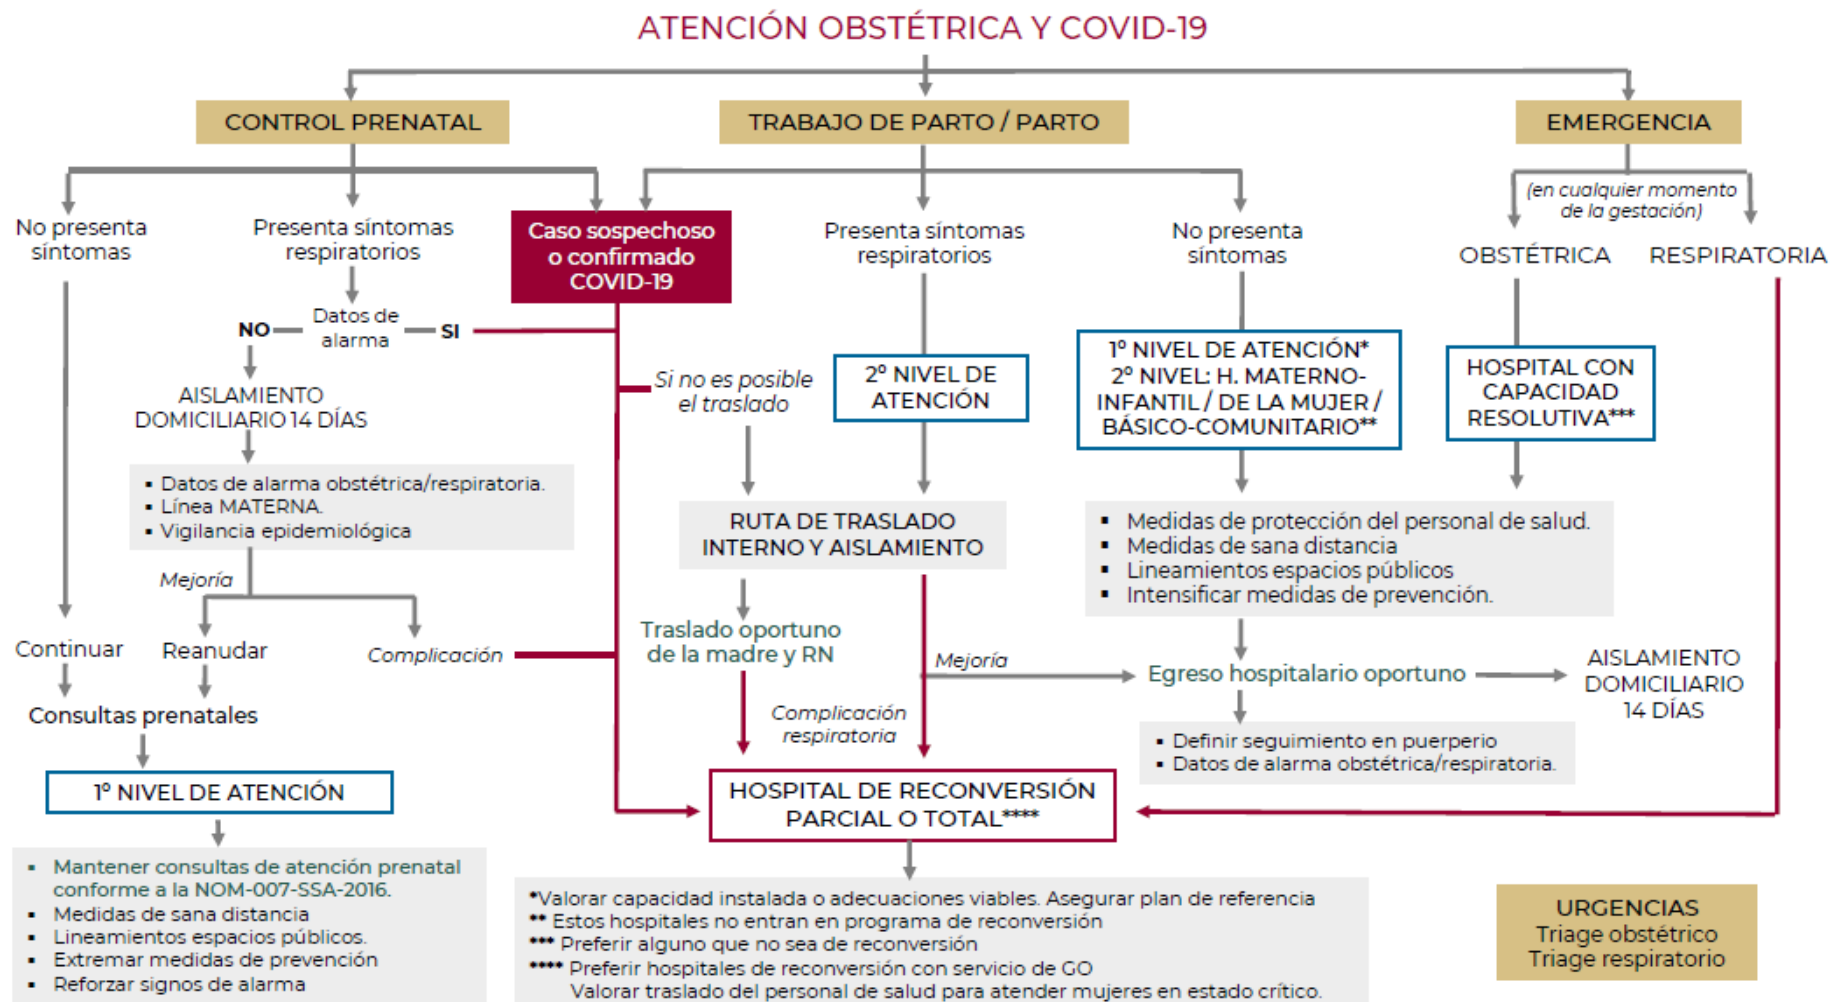 ATENCIÓN OBSTÉTRICA Y COVID-19
CONTROL PRENATAL
TRABAJO DE PARTO / PARTO
EMERGENCIA
No presenta
síntomas
Presenta síntomas
respiratorios
Caso sospechoso
o confirmado
COVID-19
Presenta síntomas
respiratorios
No presenta
síntomas
(en cualquier momento
de la gestación)
OBSTÉTRICA
RESPIRATORIA
NO
Datos de
alarma
SI
AISLAMIENTO
DOMICILIARIO 14 DÍAS
Si no es posible
el traslado
2º NIVEL DE
ATENCIÓN
1º NIVEL DE ATENCIÓN*
2º NIVEL: H. MATERNO-
INFANTIL / DE LA MUJER /
BÁSICO-COMUNITARIO**
HOSPITAL CON
CAPACIDAD
RESOLUTIVA***
▪ Datos de alarma obstétrica/respiratoria.
▪ Línea MATERNA.
▪ Vigilancia epidemiológica
RUTA DE TRASLADO
INTERNO Y AISLAMIENTO
▪ Medidas de protección del personal de salud.
▪ Medidas de sana distancia
▪ Lineamientos espacios públicos
▪ Intensificar medidas de prevención.
Mejoría
Continuar
Reanudar
Complicación
Traslado oportuno
de la madre y RN
Mejoría
Egreso hospitalario oportuno
AISLAMIENTO
DOMICILIARIO
14 DÍAS
Consultas prenatales
Complicación
respiratoria
▪ Definir seguimiento en puerperio
▪ Datos de alarma obstétrica/respiratoria.
1º NIVEL DE ATENCIÓN
HOSPITAL DE RECONVERSIÓN
PARCIAL O TOTAL****
▪ Mantener consultas de atención prenatal
conforme a la NOM-007-SSA-2016.
▪ Medidas de sana distancia
▪ Lineamientos espacios públicos.
▪ Extremar medidas de prevención
▪ Reforzar signos de alarma
*Valorar capacidad instalada o adecuaciones viables. Asegurar plan de referencia
** Estos hospitales no entran en programa de reconversión
*** Preferir alguno que no sea de reconversión
**** Preferir hospitales de reconversión con servicio de GO
Valorar traslado del personal de salud para atender mujeres en estado crítico.
URGENCIAS
Triage obstétrico
Triage respiratorio